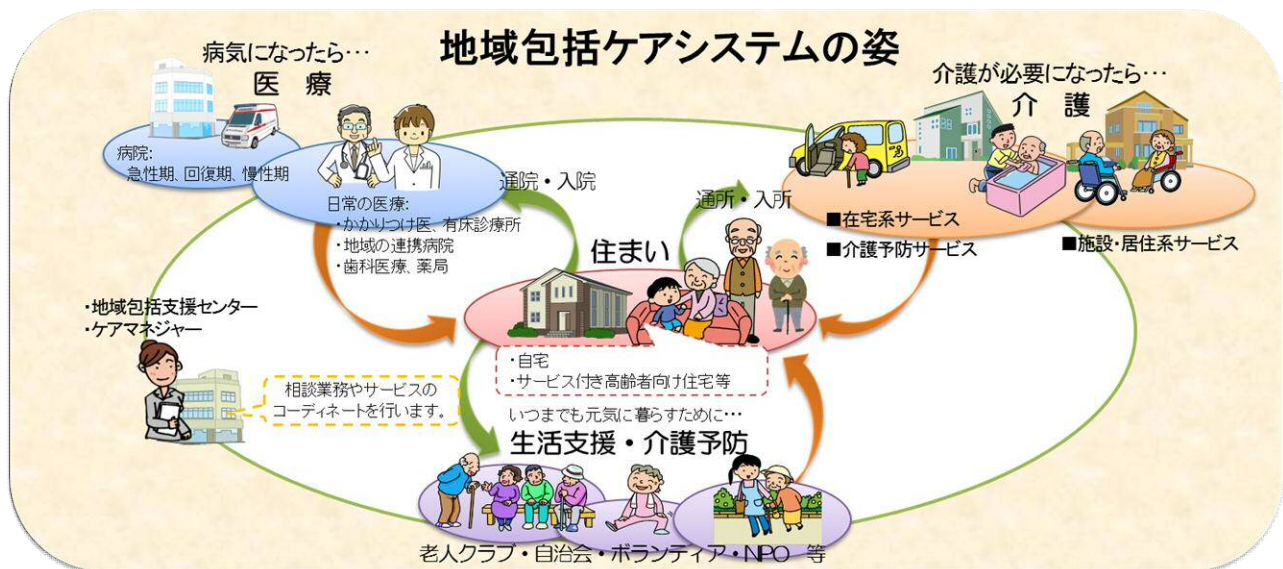 地域包括ケアシステムの姿
病気になったら…
医 療
病院:
急性期、回復期、慢性期
日常の医療:
・かかりつけ医、有床診療所
・地域の連携病院
・歯科医療、薬局
通院・入院
介護が必要になったら…
介 護
通所・入所
■在宅系サービス
■介護予防サービス
■施設・居住系サービス
住まい
・自宅
・サービス付き高齢者向け住宅等
・地域包括支援センター
・ケアマネジャー
相談業務やサービスの
コーディネートを行います。
いつまでも元気に暮らすために…
生活支援・介護予防
老人クラブ・自治会・ボランティア・NPO 等